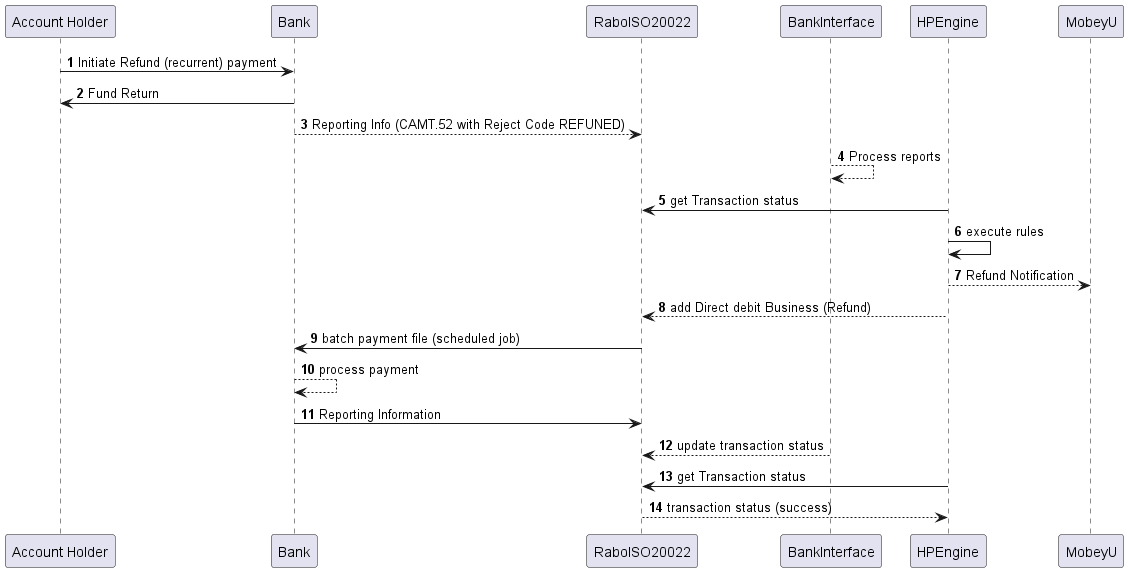 Account Holder Bank RaboISO20022 BankInterface HPEngine MobeyU
1 Initiate Refund (recurrent) payment
2 Fund Return
3 Reporting Info (CAMT.52 with Reject Code REFUNED)
4 Process reports
5 get Transaction status
6 execute rules
7 Refund Notification
8 add Direct debit Business (Refund)
9 batch payment file (scheduled job)
10 process payment
11 Reporting Information
12 update transaction status
13 get Transaction status
14 transaction status (success)
Account Holder Bank RaboISO20022 BankInterface HPEngine MobeyU